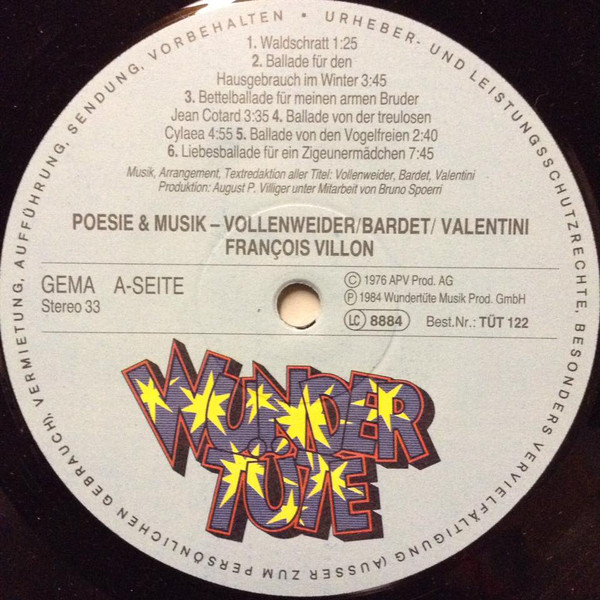 URHEBER- UND LEISTUNGSSCHUTZRECHTE, BESONDERS VERVIELFÄLTIGUNG (AUSSER ZUM PERSÖNLICHEN GEBRAUCH), VERMIETUNG, AUFFÜHRUNG, SENDUNG, VORBEHALTEN •
1. Waldschratt 1:25
2. Ballade für den
Hausgebrauch im Winter 3:45
3. Bettelballade für meinen armen Bruder
Jean Cotard 3:35 4. Ballade von der treulosen
Cylaea 4:55 5. Ballade von den Vogelfreien 2:40
6. Liebesballade für ein Zigeunermädchen 7:45
Musik, Arrangement, Textredaktion aller Titel: Vollenweider, Bardet, Valentini
Produktion: August P. Villiger unter Mitarbeit von Bruno Spoerri
POESIE & MUSIK – VOLLENWEIDER/BARDET/ VALENTINI
FRANÇOIS VILLON
GEMA A-SEITE
Stereo 33
Ⓒ 1976 APV Prod. AG
Ⓟ 1984 Wundertüte Musik Prod. GmbH
LC 8884 Best.Nr.: TÜT 122
WUNDER
TÜTE